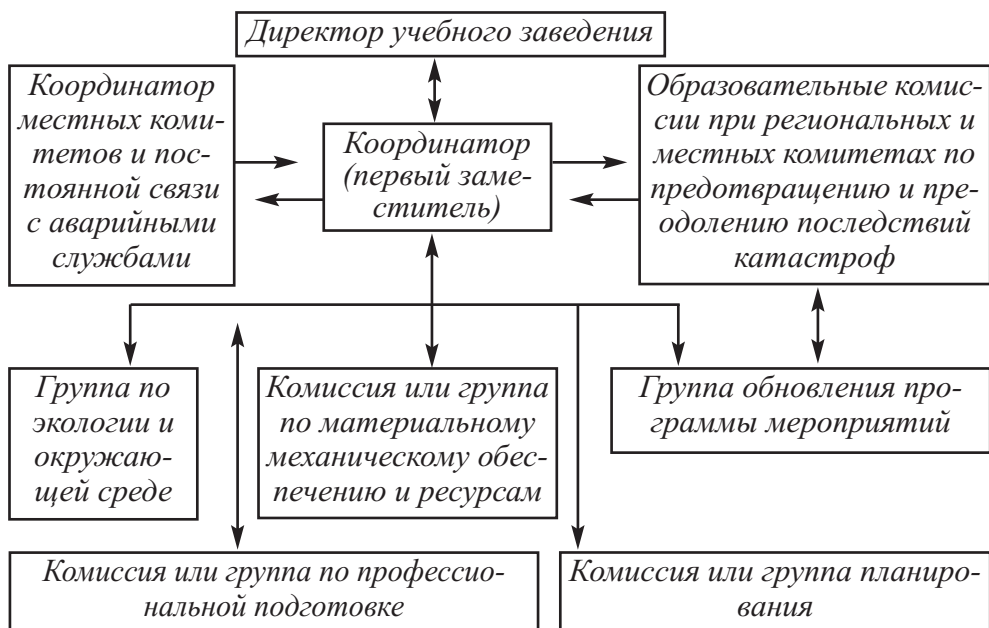 Директор учебного заведения
Координатор
местных коми-
тетов и пос-
тоянной связи
с аварийными
службами
Координатор
(первый заме-
ститель)
Образовательные комис-
сии при региональных и
местных комитетах по
предотвращению и пре-
одолению последствий
катастроф
Группа по
экологии и
окружаю-
щей среде
Комиссия или группа
по материальному
механическому обес-
печению и ресурсам
Группа обновления про-
граммы мероприятий
Комиссия или группа по профессио-
нальной подготовке
Комиссия или группа планиро-
вания